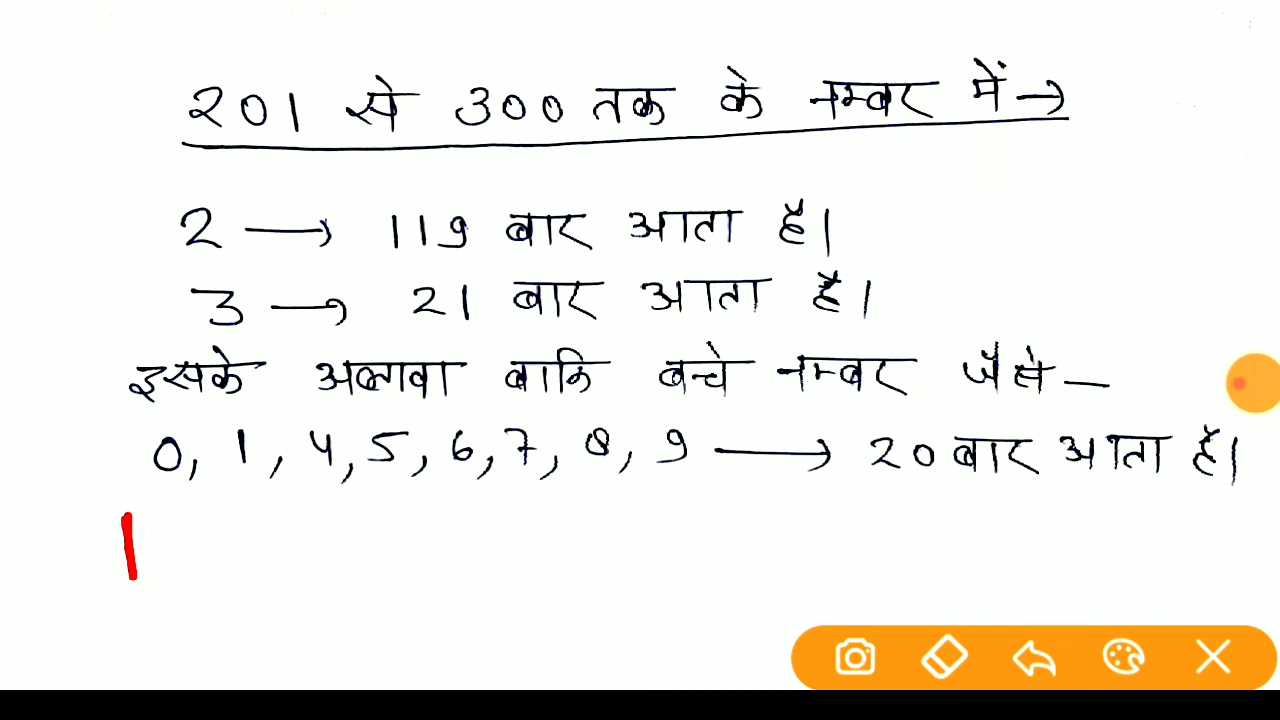 201 से 300 तक के नम्बर में →
2 → 119 बार आता है।
3 → 21 बार आता है।
इसके अलावा बाकि बचे नम्बर जैसे —
0, 1, 4, 5, 6, 7, 8, 9 → 20 बार आता है।